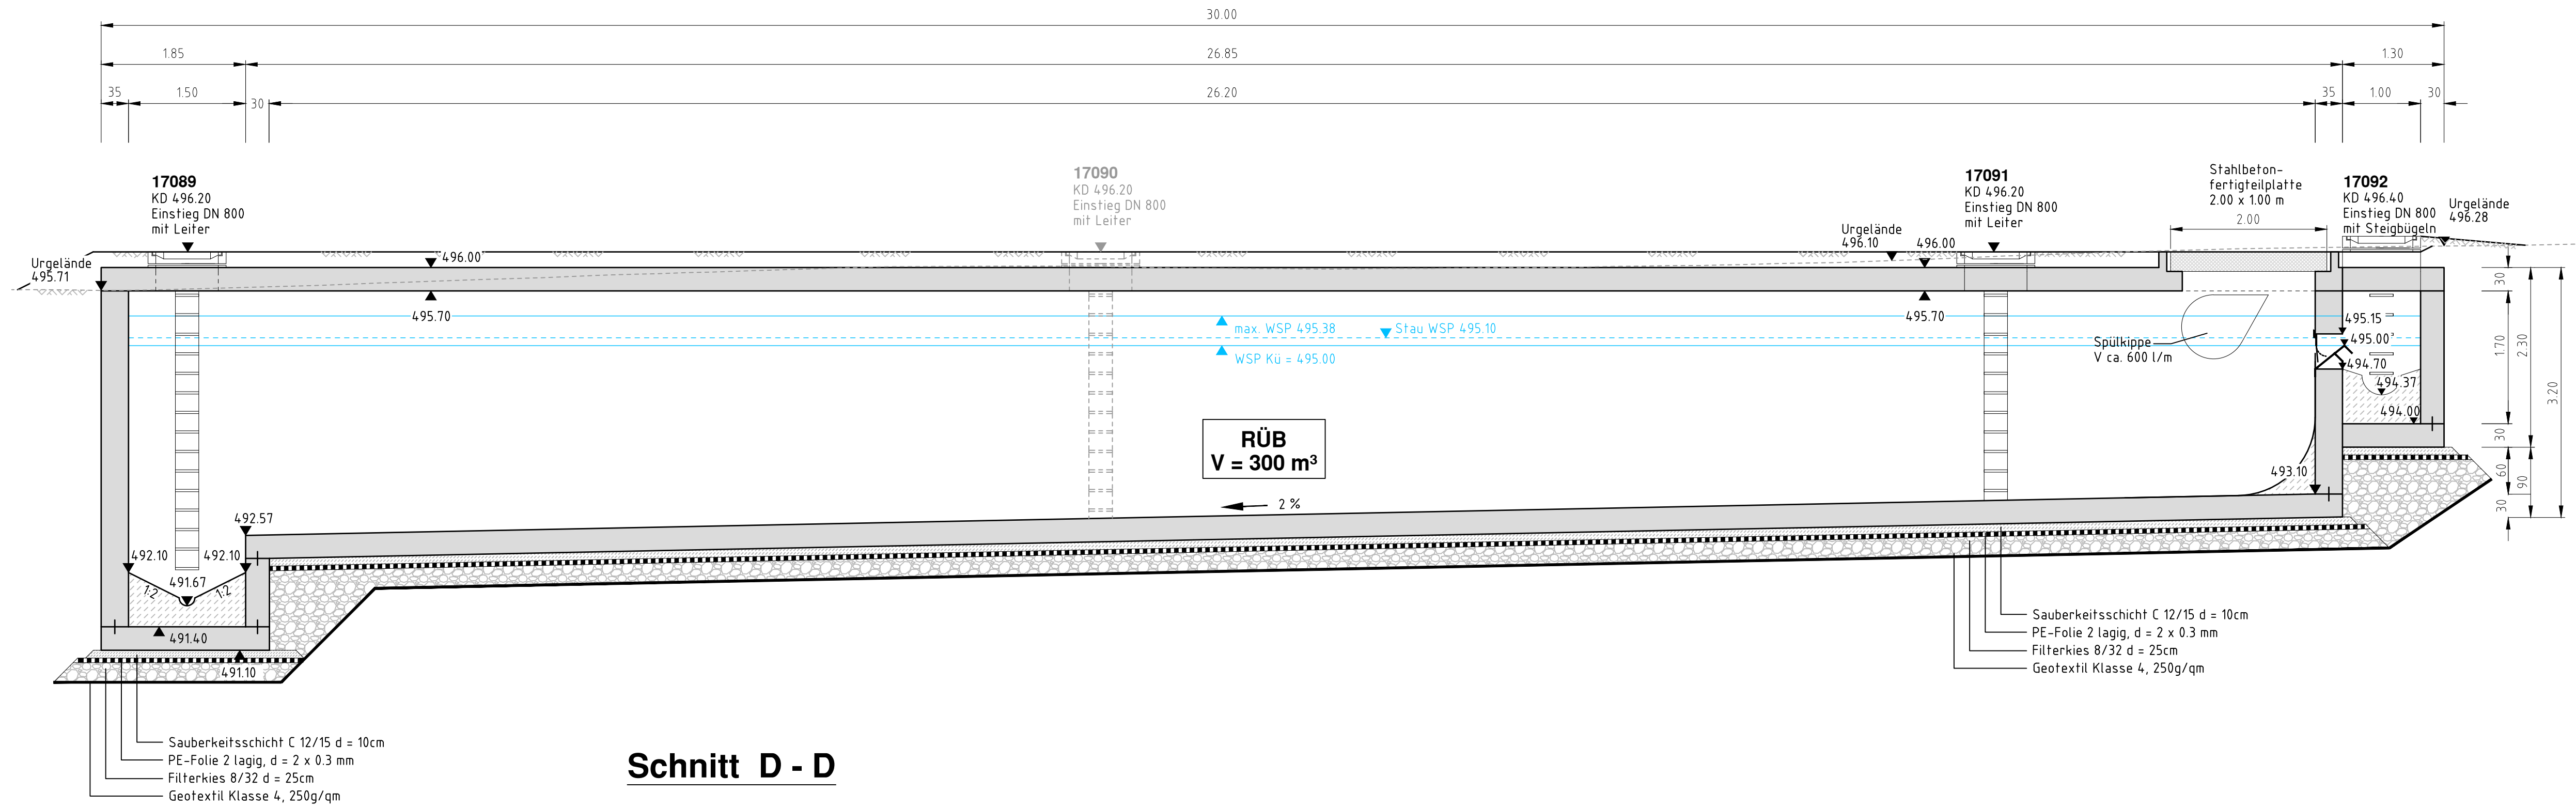 30.00
1.85
26.85
1.30
35
1.50
30
26.20
35
1.00
30
17089
KD 496.20
Einstieg DN 800
mit Leiter
17090
KD 496.20
Einstieg DN 800
mit Leiter
17091
KD 496.20
Einstieg DN 800
mit Leiter
Stahlbeton-
fertigteilplatte
2.00 x 1.00 m
2.00
17092
KD 496.40
Einstieg DN 800
mit Steigbügeln
Urgelände
496.28
Urgelände
495.71
496.00
Urgelände
496.10
496.00
495.70
495.70
max. WSP 495.38
Stau WSP 495.10
WSP Kü = 495.00
Spülkippe
V ca. 600 l/m
495.15
495.00³
494.70
494.37
494.00
30
1.70
2.30
3.20
30
60
90
30
RÜB
V = 300 m³
2 %
493.10
492.57
492.10
492.10
491.67
1:2
1:2
491.40
491.10
Sauberkeitsschicht C 12/15 d = 10cm
PE-Folie 2 lagig, d = 2 x 0.3 mm
Filterkies 8/32 d = 25cm
Geotextil Klasse 4, 250g/qm
Sauberkeitsschicht C 12/15 d = 10cm
PE-Folie 2 lagig, d = 2 x 0.3 mm
Filterkies 8/32 d = 25cm
Geotextil Klasse 4, 250g/qm
Schnitt D - D